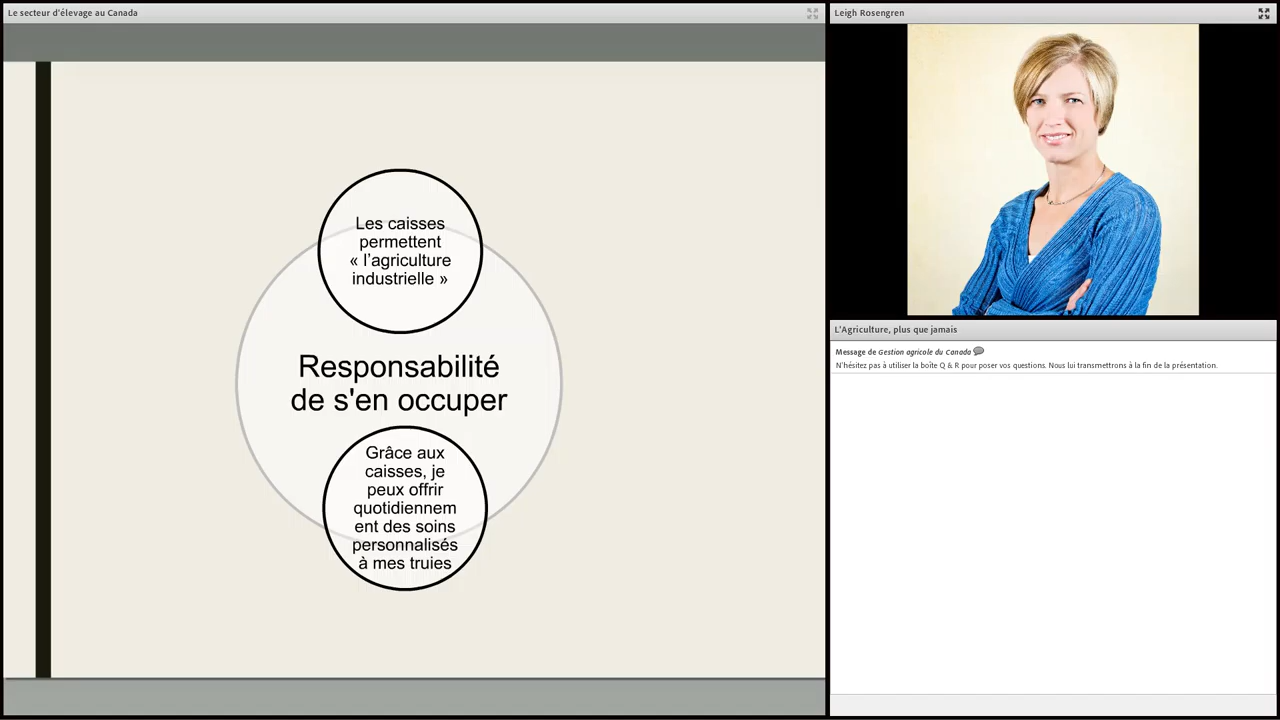 Le secteur d'élevage au Canada
Les caisses
permettent
« l'agriculture
industrielle »
Responsabilité
de s'en occuper
Grâce aux
caisses, je
peux offrir
quotidiennem
ent des soins
personnalisés
à mes truies
Leigh Rosengren
L'Agriculture, plus que jamais
Message de Gestion agricole du Canada
N'hésitez pas à utiliser la boîte Q & R pour poser vos questions. Nous lui transmettrons à la fin de la présentation.